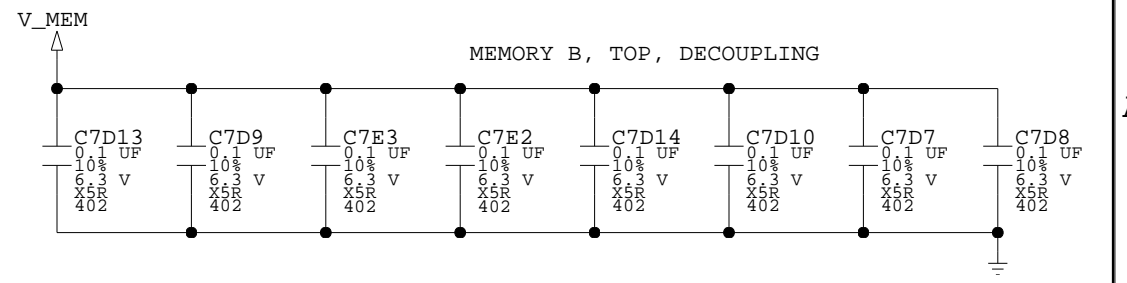 V_MEM
MEMORY B, TOP, DECOUPLING
C7D13
0.1 UF
10%
6.3 V
X5R
402
C7D9
0.1 UF
10%
6.3 V
X5R
402
C7E3
0.1 UF
10%
6.3 V
X5R
402
C7E2
0.1 UF
10%
6.3 V
X5R
402
C7D14
0.1 UF
10%
6.3 V
X5R
402
C7D10
0.1 UF
10%
6.3 V
X5R
402
C7D7
0.1 UF
10%
6.3 V
X5R
402
C7D8
0.1 UF
10%
6.3 V
X5R
402